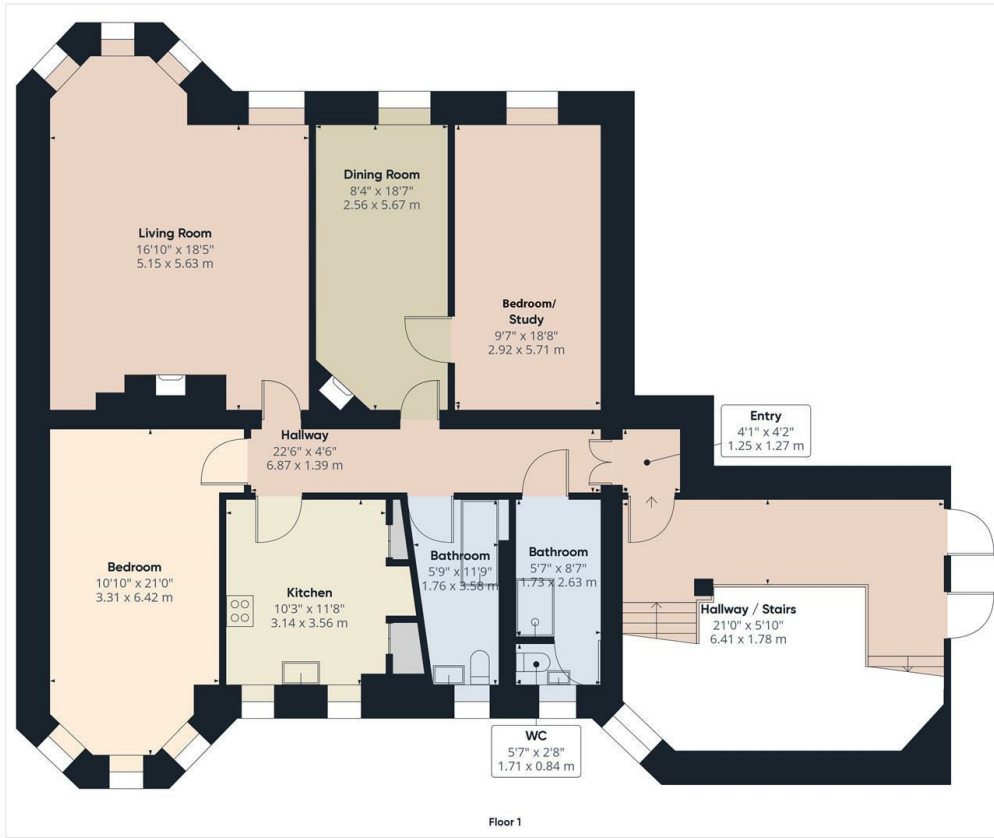 Living Room
16'10" x 18'5"
5.15 x 5.63 m
Dining Room
8'4" x 18'7"
2.56 x 5.67 m
Bedroom/
Study
9'7" x 18'8"
2.92 x 5.71 m
Entry
4'1" x 4'2"
1.25 x 1.27 m
Hallway
22'6" x 4'6"
6.87 x 1.39 m
Bedroom
10'10" x 21'0"
3.31 x 6.42 m
Kitchen
10'3" x 11'8"
3.14 x 3.56 m
Bathroom
5'9" x 11'9"
1.76 x 3.58 m
Bathroom
5'7" x 8'7"
1.73 x 2.63 m
Hallway / Stairs
21'0" x 5'10"
6.41 x 1.78 m
WC
5'7" x 2'8"
1.71 x 0.84 m
Floor 1